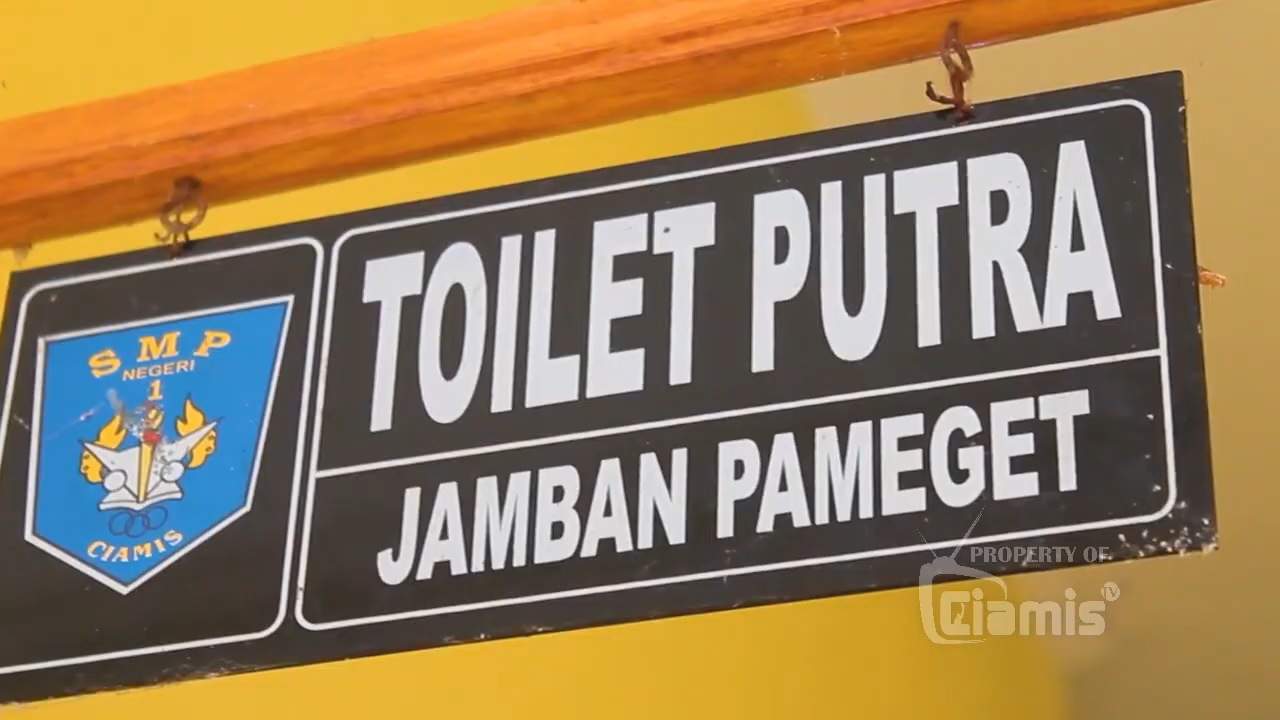 SMP
NEGERI
1
CIAMIS
TOILET PUTRA
JAMBAN PAMEGET
PROPERTY OF
Ciamis TV